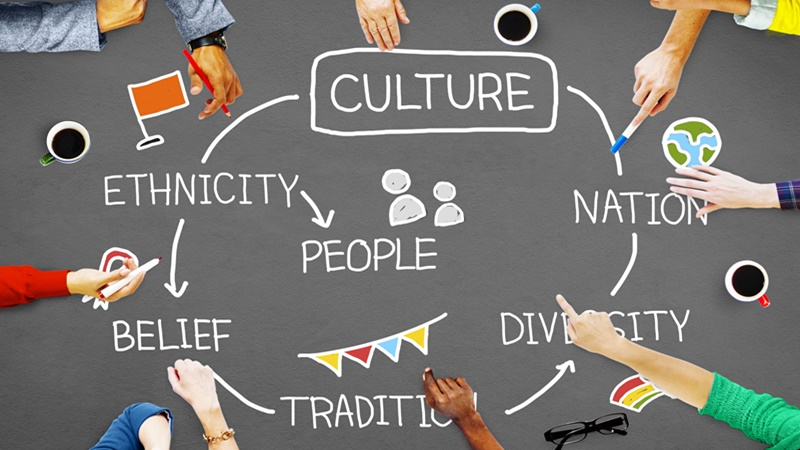 CULTURE
ETHNICITY
NATION
PEOPLE
BELIEF
DIVERSITY
TRADITION